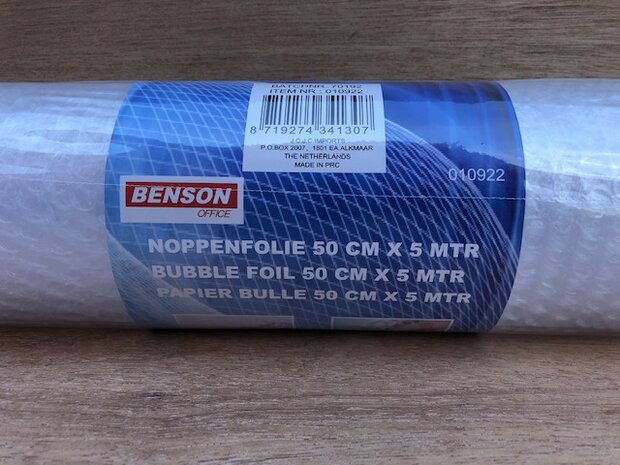 BATCHNR 70192
ITEM NR : 010922
8 719274 341307
J.C.J.C IMPORTS
P.O.BOX 2007, 1801 EA ALKMAAR
THE NETHERLANDS
MADE IN PRC
010922
BENSON
OFFICE
NOPPENFOLIE 50 CM X 5 MTR
BUBBLE FOIL 50 CM X 5 MTR
PAPIER BULLE 50 CM X 5 MTR